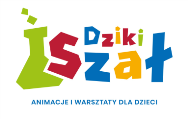 Dziki
Szał
ANIMACJE I WARSZTATY DLA DZIECI